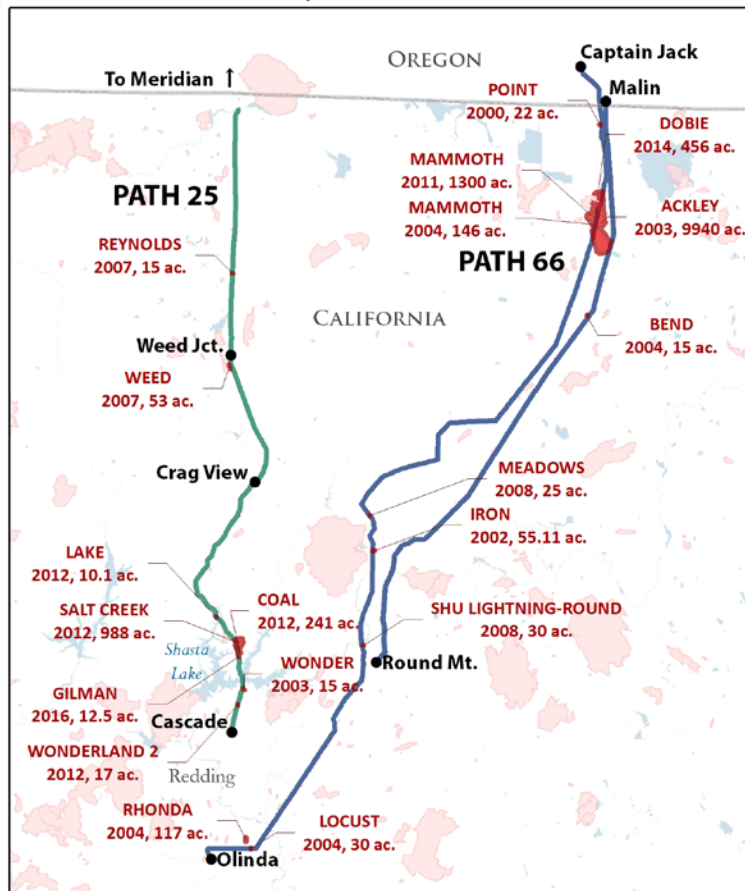 OREGON
Captain Jack
To Meridian ↑
Malin
POINT
2000, 22 ac.
DOBIE
2014, 456 ac.
MAMMOTH
2011, 1300 ac.
PATH 25
MAMMOTH
2004, 146 ac.
ACKLEY
2003, 9940 ac.
REYNOLDS
2007, 15 ac.
PATH 66
CALIFORNIA
BEND
2004, 15 ac.
Weed Jct.
WEED
2007, 53 ac.
Crag View
MEADOWS
2008, 25 ac.
IRON
2002, 55.11 ac.
LAKE
2012, 10.1 ac.
COAL
2012, 241 ac.
SALT CREEK
2012, 988 ac.
SHU LIGHTNING-ROUND
2008, 30 ac.
Shasta
Lake
WONDER
2003, 15 ac.
Round Mt.
GILMAN
2016, 12.5 ac.
Cascade
WONDERLAND 2
2012, 17 ac.
Redding
RHONDA
2004, 117 ac.
LOCUST
2004, 30 ac.
Olinda